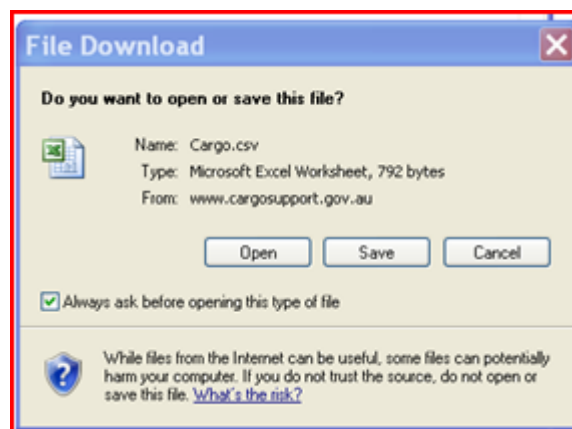 File Download
Do you want to open or save this file?
Name: Cargo.csv
Type: Microsoft Excel Worksheet, 792 bytes
From: www.cargosupport.gov.au
Open Save Cancel
Always ask before opening this type of file
While files from the Internet can be useful, some files can potentially
harm your computer. If you do not trust the source, do not open or
save this file. What's the risk?